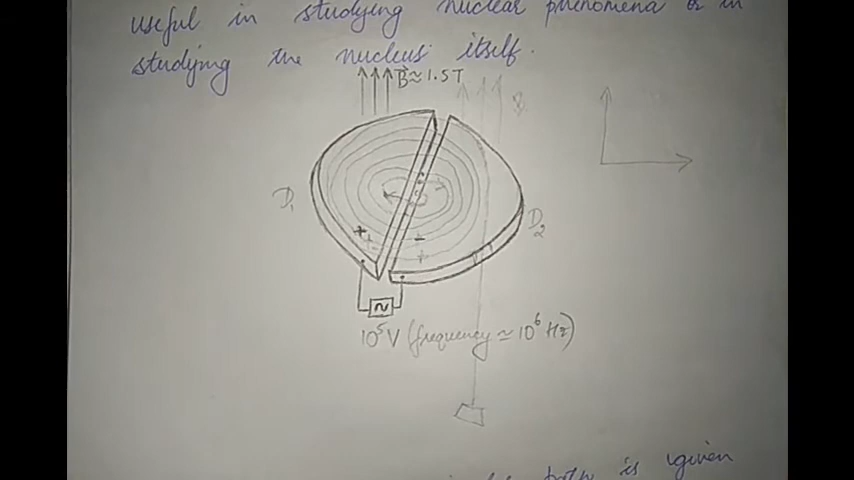 useful in studying nuclear phenomena or in
studying the nucleus itself.
B≈1.5T
D₁
D₂
+
-
+
~
10⁵V (frequency ≃ 10⁶ Hz)
path is given